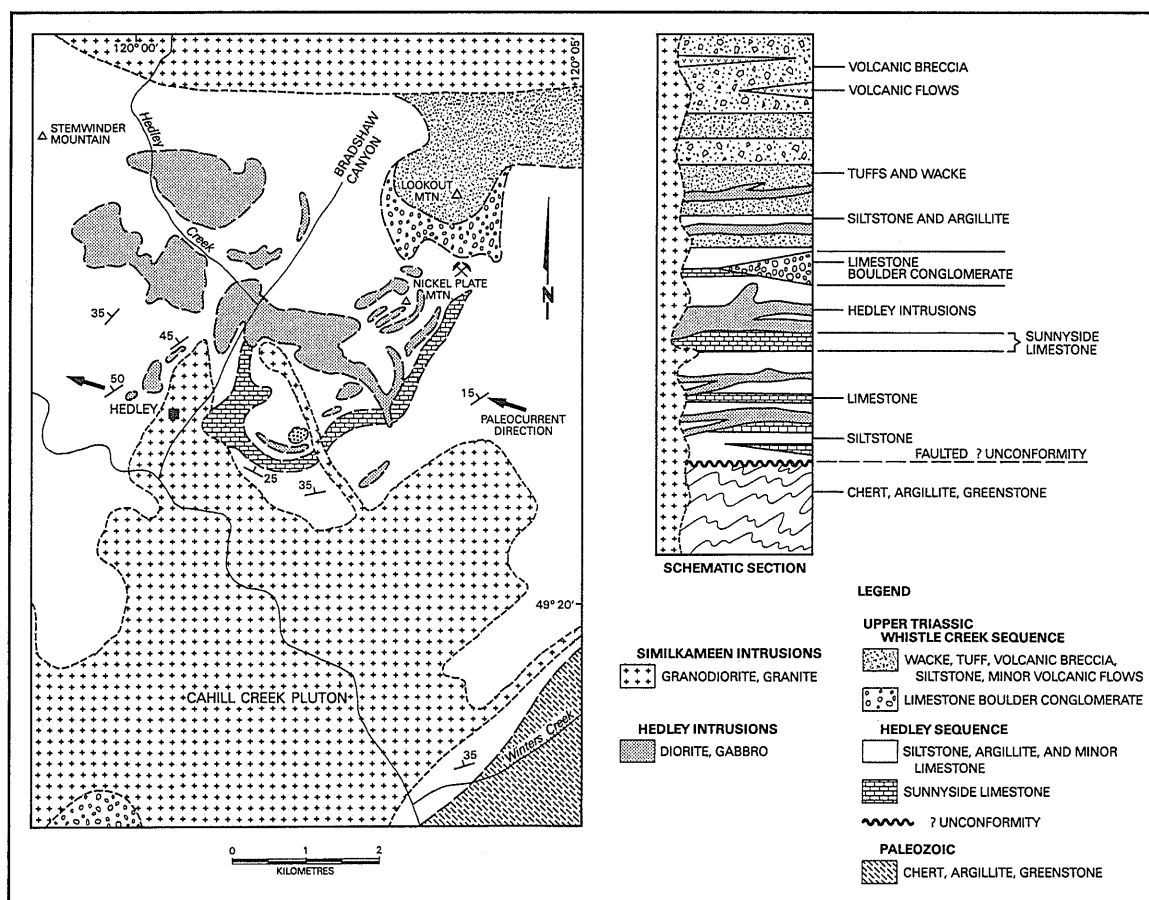 120° 00'
120° 05'
Hedley
Creek
STEMWINDER
MOUNTAIN
BRADSHAW
CANYON
LOOKOUT
MTN.
N
NICKEL PLATE
MTN.
35
45
50
HEDLEY
15
PALEOCURRENT
DIRECTION
25
35
49° 20'
CAHILL CREEK PLUTON
Winters Creek
35
0 1 2
KILOMETRES
VOLCANIC BRECCIA
VOLCANIC FLOWS
TUFFS AND WACKE
SILTSTONE AND ARGILLITE
LIMESTONE
BOULDER CONGLOMERATE
HEDLEY INTRUSIONS
SUNNYSIDE
LIMESTONE
LIMESTONE
SILTSTONE
FAULTED ? UNCONFORMITY
CHERT, ARGILLITE, GREENSTONE
SCHEMATIC SECTION
LEGEND
SIMILKAMEEN INTRUSIONS
GRANODIORITE, GRANITE
HEDLEY INTRUSIONS
DIORITE, GABBRO
UPPER TRIASSIC
WHISTLE CREEK SEQUENCE
WACKE, TUFF, VOLCANIC BRECCIA,
SILTSTONE, MINOR VOLCANIC FLOWS
LIMESTONE BOULDER CONGLOMERATE
HEDLEY SEQUENCE
SILTSTONE, ARGILLITE, AND MINOR
LIMESTONE
SUNNYSIDE LIMESTONE
? UNCONFORMITY
PALEOZOIC
CHERT, ARGILLITE, GREENSTONE